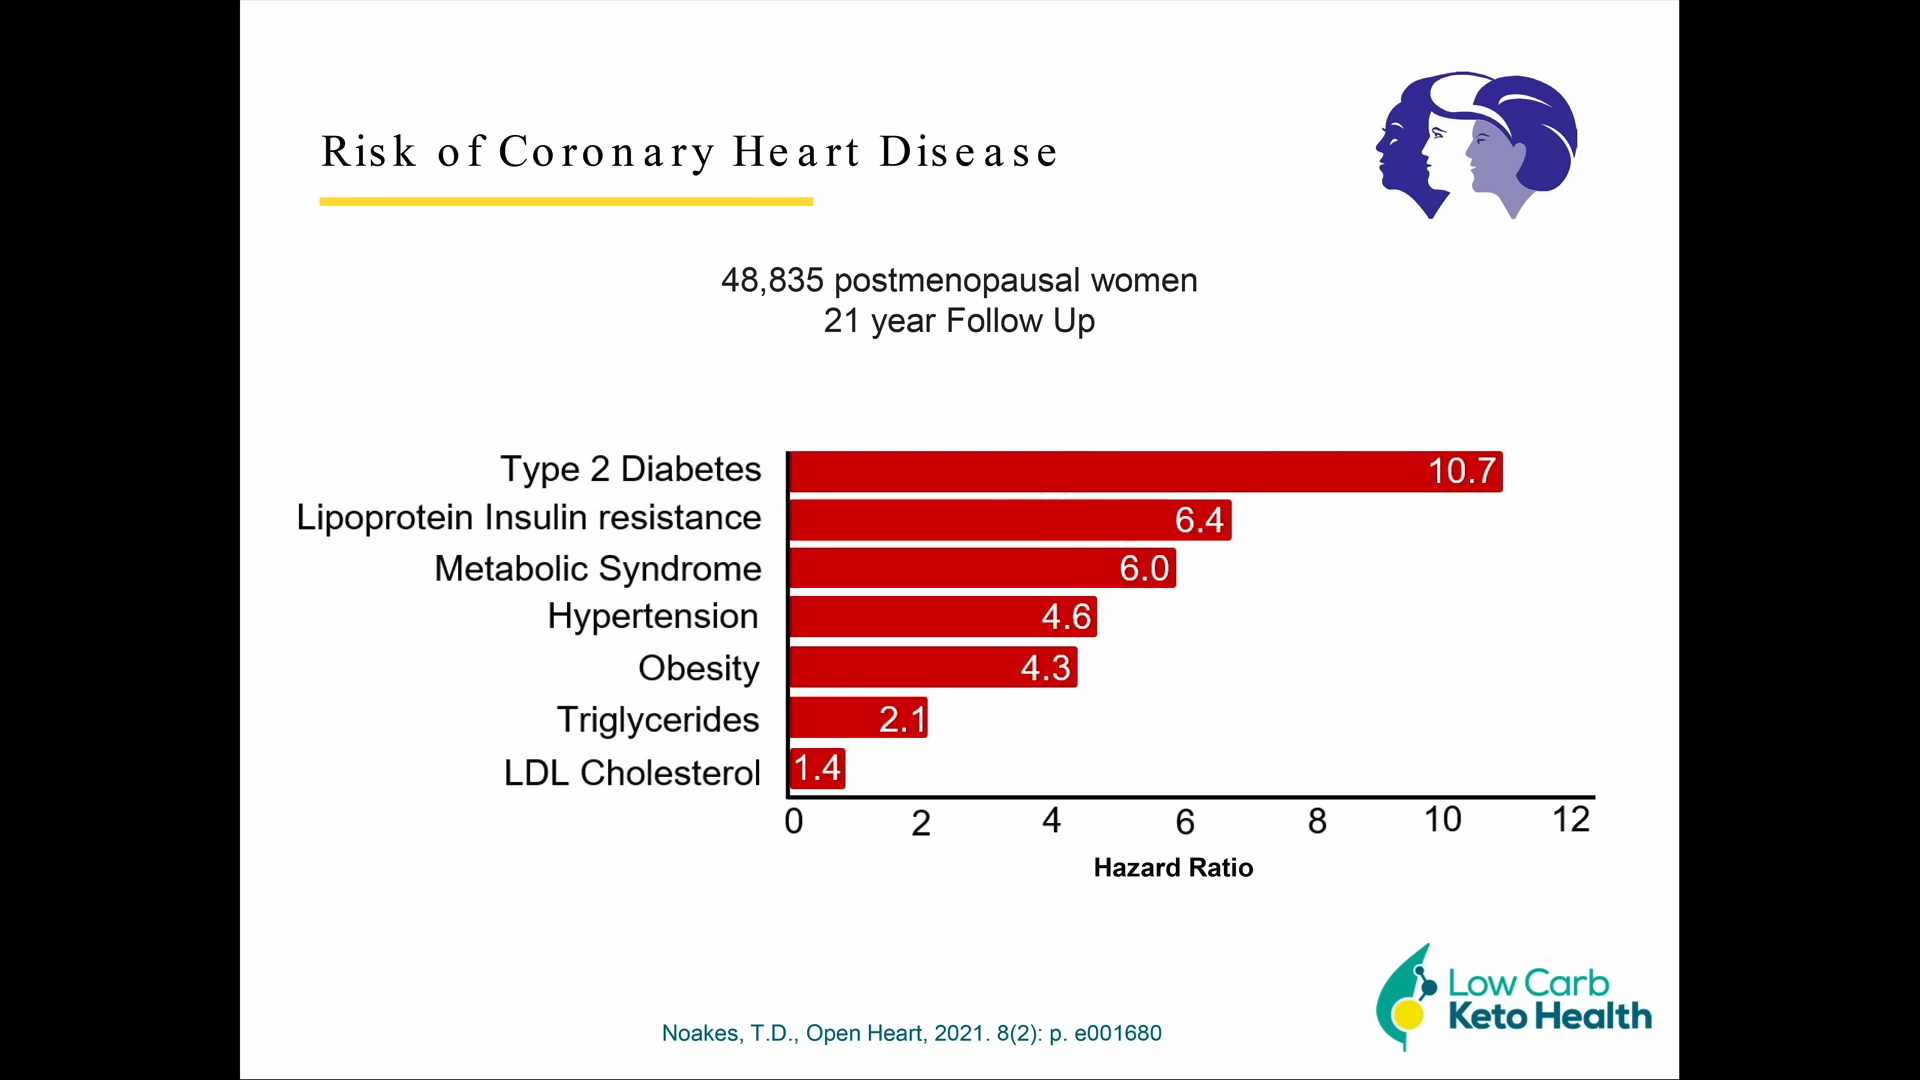 Risk of Coronary Heart Disease
48,835 postmenopausal women
21 year Follow Up
Type 2 Diabetes 10.7
Lipoprotein Insulin resistance 6.4
Metabolic Syndrome 6.0
Hypertension 4.6
Obesity 4.3
Triglycerides 2.1
LDL Cholesterol 1.4
0 2 4 6 8 10 12
Hazard Ratio
Low Carb
Keto Health
Noakes, T.D., Open Heart, 2021. 8(2): p. e001680